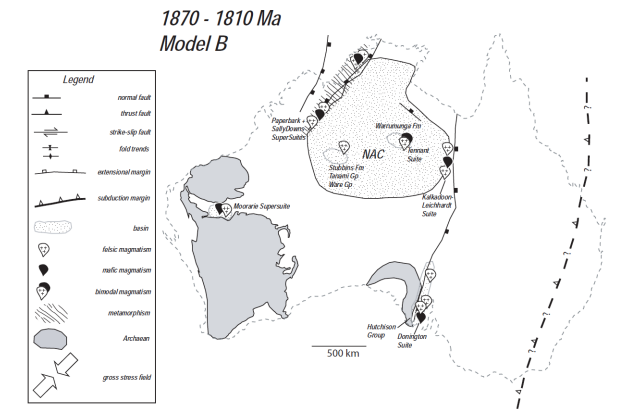 1870 - 1810 Ma
Model B
Legend
normal fault
thrust fault
strike-slip fault
fold trends
extensional margin
subduction margin
basin
felsic magmatism
mafic magmatism
bimodal magmatism
metamorphism
Archaean
gross stress field
Paperbark +
SallyDowns
SuperSuites
Warrumunga Fm
NAC
Tennant
Suite
Stubbins Fm
Tanami Gp
Ware Gp
Kalkadoon-
Leichhardt
Suite
Moorarie Supersuite
Hutchison
Group
Donington
Suite
500 km
?
?
?
?
?
?
?